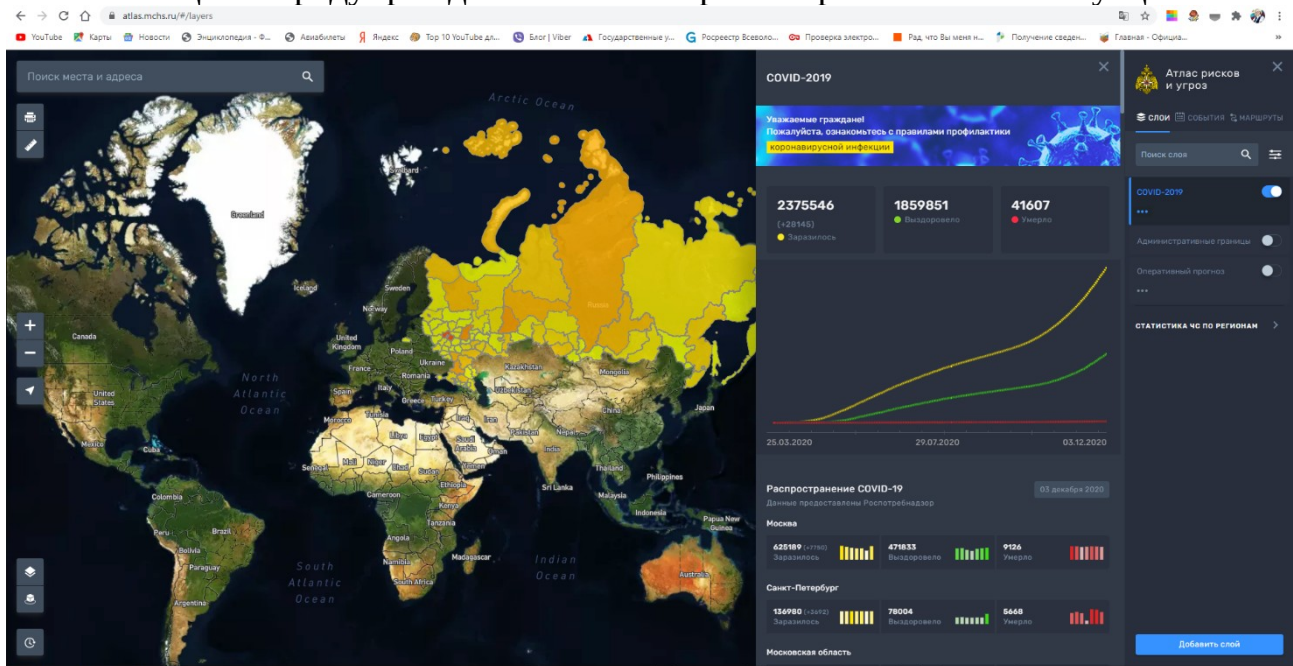 atlas.mchs.ru/#/layers
YouTube Карты Новости Энциклопедия - Ф... Авиабилеты Яндекс Top 10 YouTube дл... Блог | Viber Государственные у... Росреестр Всеволо... Проверка электро... Рад, что Вы меня н... Получение сведен... Главная - Официа... »
Поиск места и адреса
Arctic Ocean
Svalbard
Greenland
Iceland
Sweden
Norway
Russia
Canada
United Kingdom
Poland
Ukraine
France
Romania
Kazakhstan
Mongolia
North Atlantic Ocean
United States
Spain
Italy
Greece
Turkey
Uzbekistan
China
Japan
Morocco
Tunisia
Iraq
Iran
Mexico
Cuba
Libya
Egypt
Saudi Arabia
Pakistan
Nepal
Oman
India
Senegal
Mali
Niger
Chad
Sudan
Yemen
Thailand
Philippines
Colombia
Cameroon
Ethiopia
Sri Lanka
Malaysia
Kenya
Indonesia
Papua New Guinea
Tanzania
Peru
Brazil
Angola
Bolivia
Madagascar
Indian Ocean
Paraguay
South Atlantic Ocean
Namibia
South Africa
Australia
Argentina
COVID-2019
Уважаемые граждане!
Пожалуйста, ознакомьтесь с правилами профилактики
коронавирусной инфекции
2375546 1859851 41607
(+28145) Выздоровело Умерло
Заразилось
25.03.2020 29.07.2020 03.12.2020
Распространение COVID-19 03 декабря 2020
Данные предоставлены Роспотребнадзор
Москва
625189 (+7750) 471833 9126
Заразилось Выздоровело Умерло
Санкт-Петербург
136980 (+3692) 78004 5668
Заразилось Выздоровело Умерло
Московская область
Атлас рисков
и угроз
СЛОИ СОБЫТИЯ МАРШРУТЫ
Поиск слоя
COVID-2019
Административные границы
Оперативный прогноз
СТАТИСТИКА ЧС ПО РЕГИОНАМ
Добавить слой